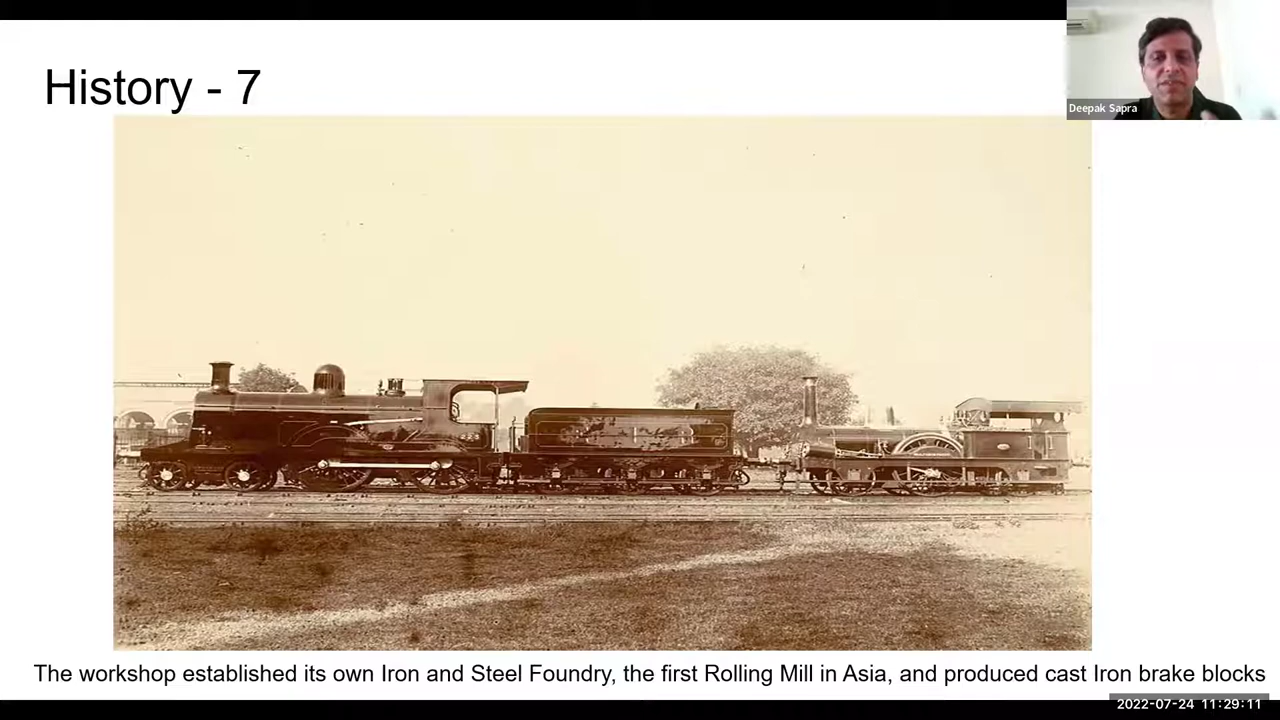 History - 7
Deepak Sapra
The workshop established its own Iron and Steel Foundry, the first Rolling Mill in Asia, and produced cast Iron brake blocks
2022-07-24 11:29:11